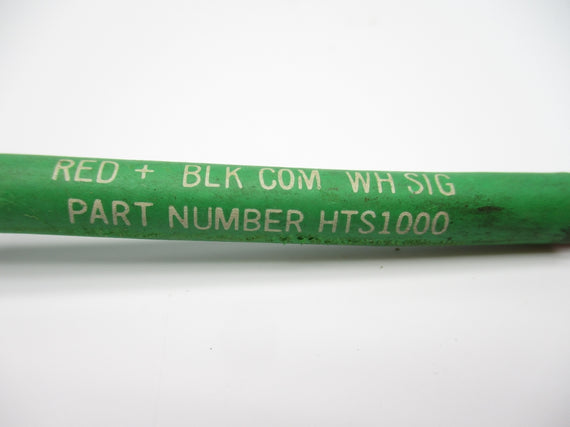 RED + BLK COM WH SIG
PART NUMBER HTS1000